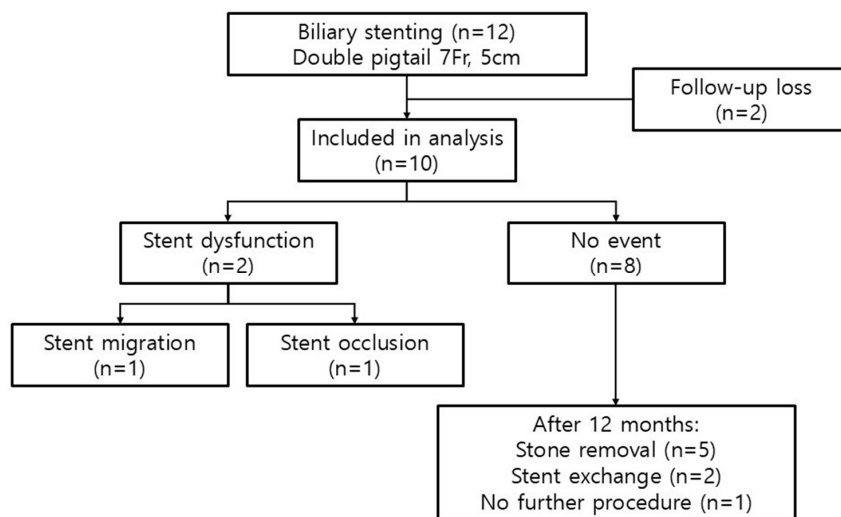 Biliary stenting (n=12)
Double pigtail 7Fr, 5cm
Follow-up loss
(n=2)
Included in analysis
(n=10)
Stent dysfunction
(n=2)
No event
(n=8)
Stent migration
(n=1)
Stent occlusion
(n=1)
After 12 months:
Stone removal (n=5)
Stent exchange (n=2)
No further procedure (n=1)